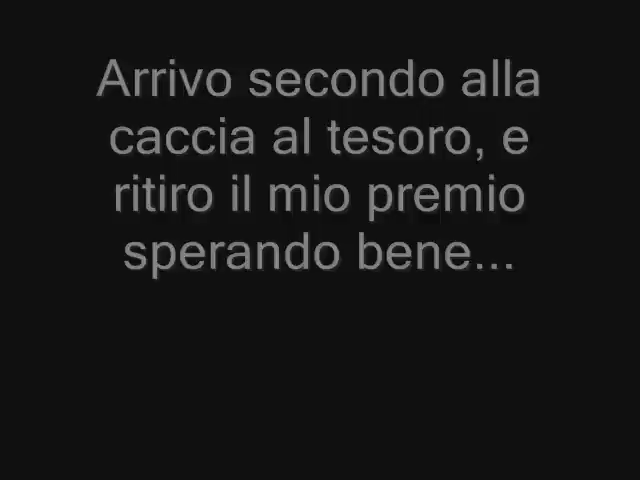 Arrivo secondo alla
caccia al tesoro, e
ritiro il mio premio
sperando bene...